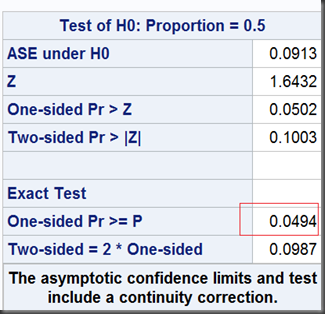 Test of H0: Proportion = 0.5
ASE under H0 0.0913
Z 1.6432
One-sided Pr > Z 0.0502
Two-sided Pr > |Z| 0.1003
Exact Test
One-sided Pr >= P 0.0494
Two-sided = 2 * One-sided 0.0987
The asymptotic confidence limits and test
include a continuity correction.